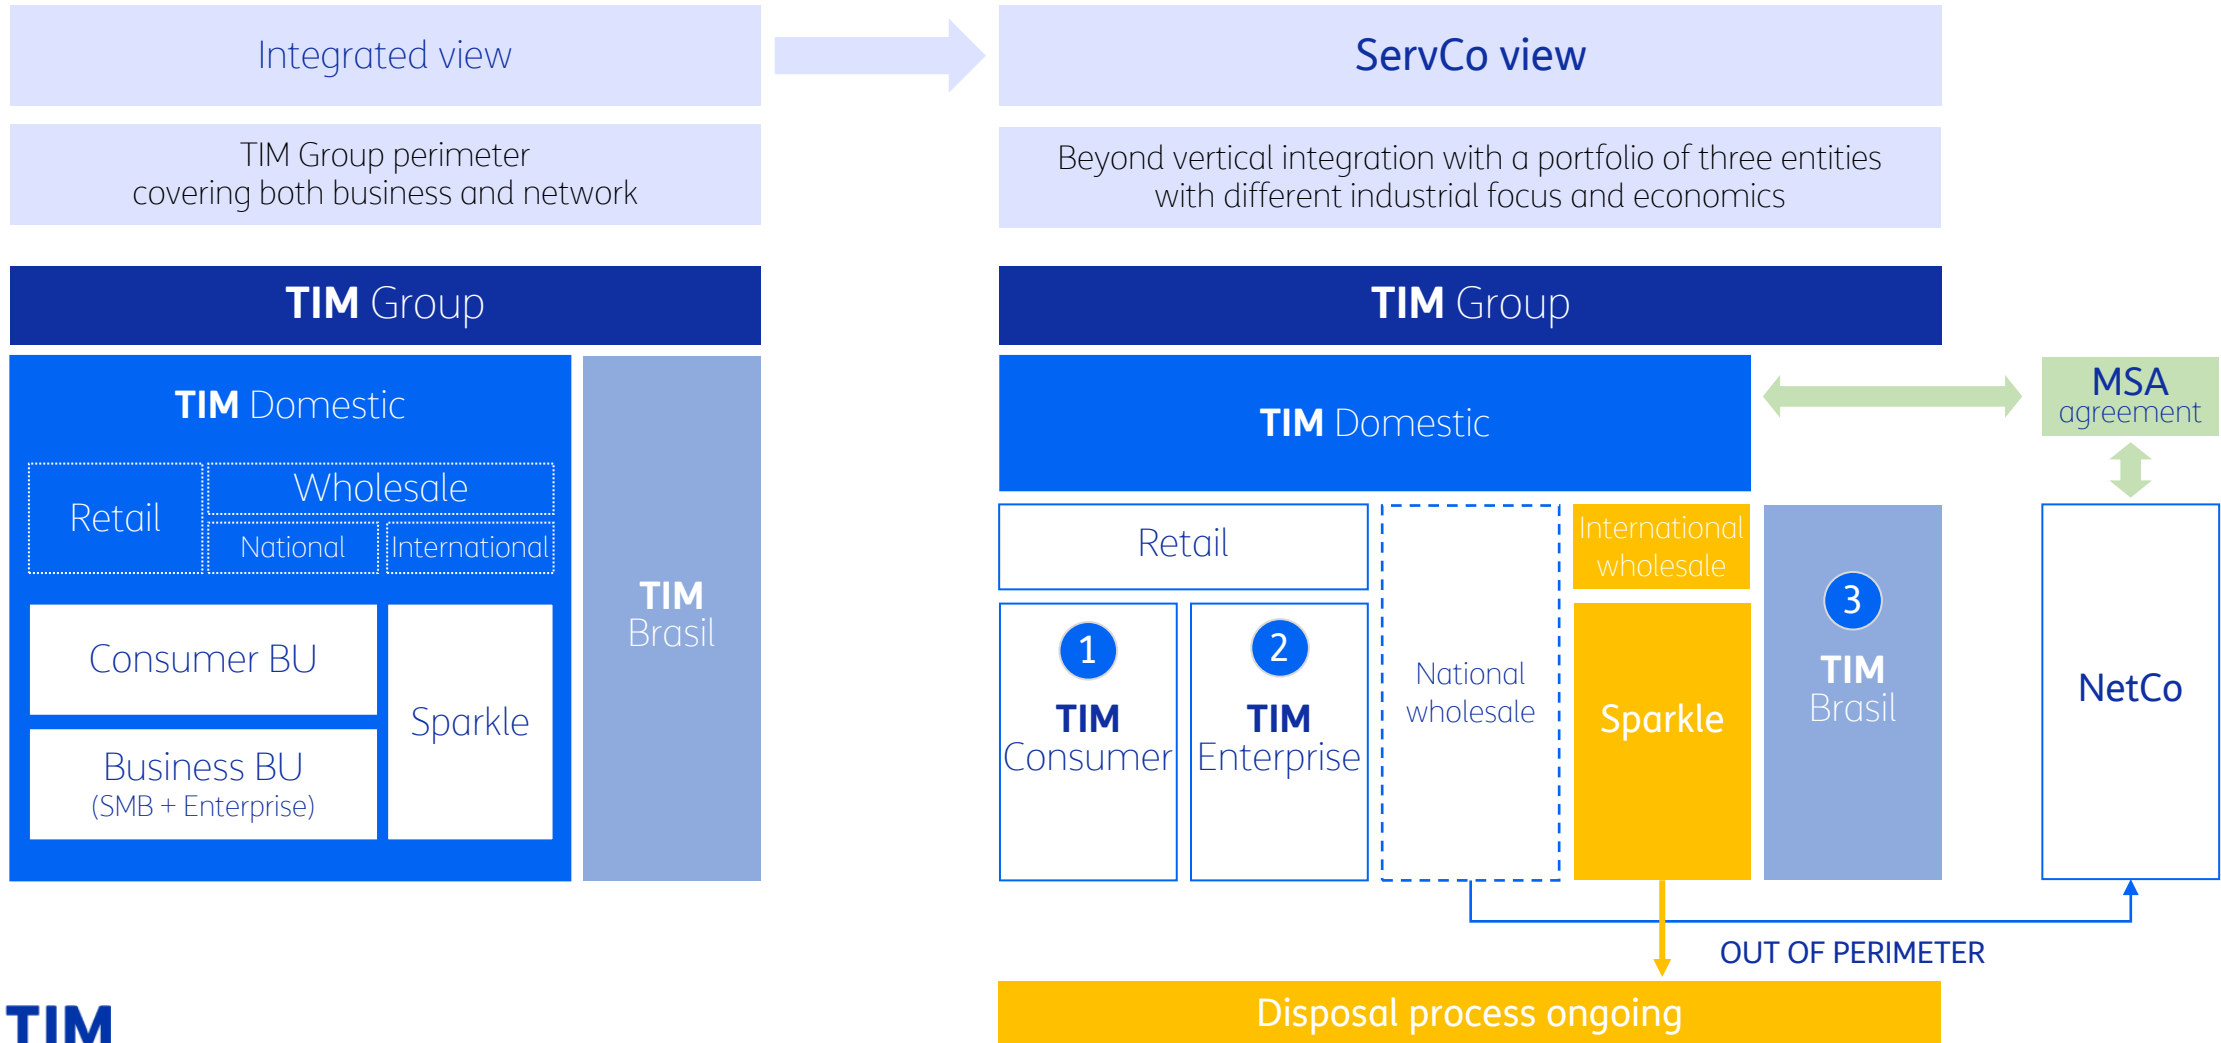 Integrated view
TIM Group perimeter
covering both business and network
TIM Group
TIM Domestic
Retail
Wholesale
National
International
Consumer BU
Business BU
(SMB + Enterprise)
Sparkle
TIM
Brasil
ServCo view
Beyond vertical integration with a portfolio of three entities
with different industrial focus and economics
TIM Group
TIM Domestic
MSA
agreement
Retail
1
TIM
Consumer
2
TIM
Enterprise
National
wholesale
International
wholesale
Sparkle
3
TIM
Brasil
NetCo
OUT OF PERIMETER
Disposal process ongoing
TIM